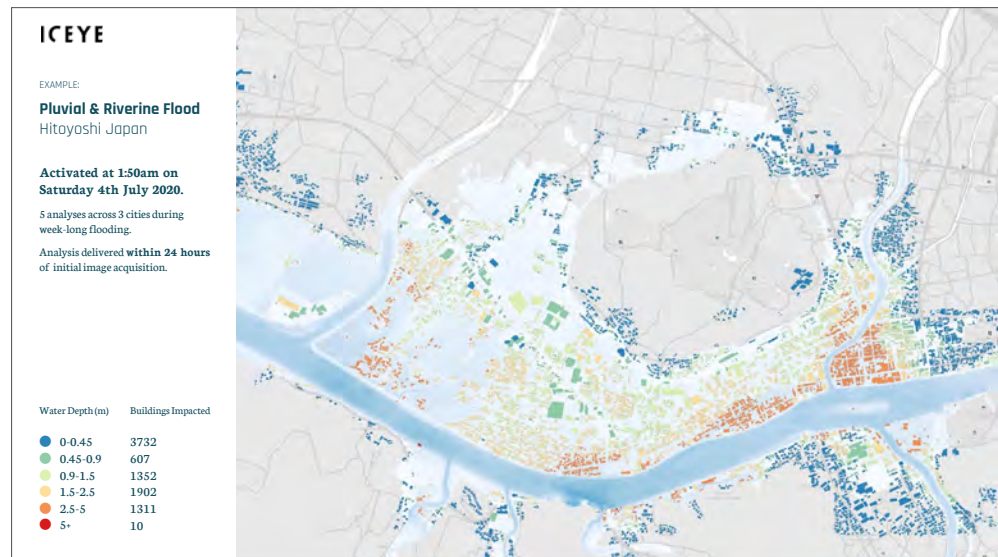 ICEYE
EXAMPLE:
Pluvial & Riverine Flood
Hitoyoshi Japan
Activated at 1:50am on
Saturday 4th July 2020.
5 analyses across 3 cities during
week-long flooding.
Analysis delivered within 24 hours
of initial image acquisition.
Water Depth (m) Buildings Impacted
0-0.45 3732
0.45-0.9 607
0.9-1.5 1352
1.5-2.5 1902
2.5-5 1311
5+ 10